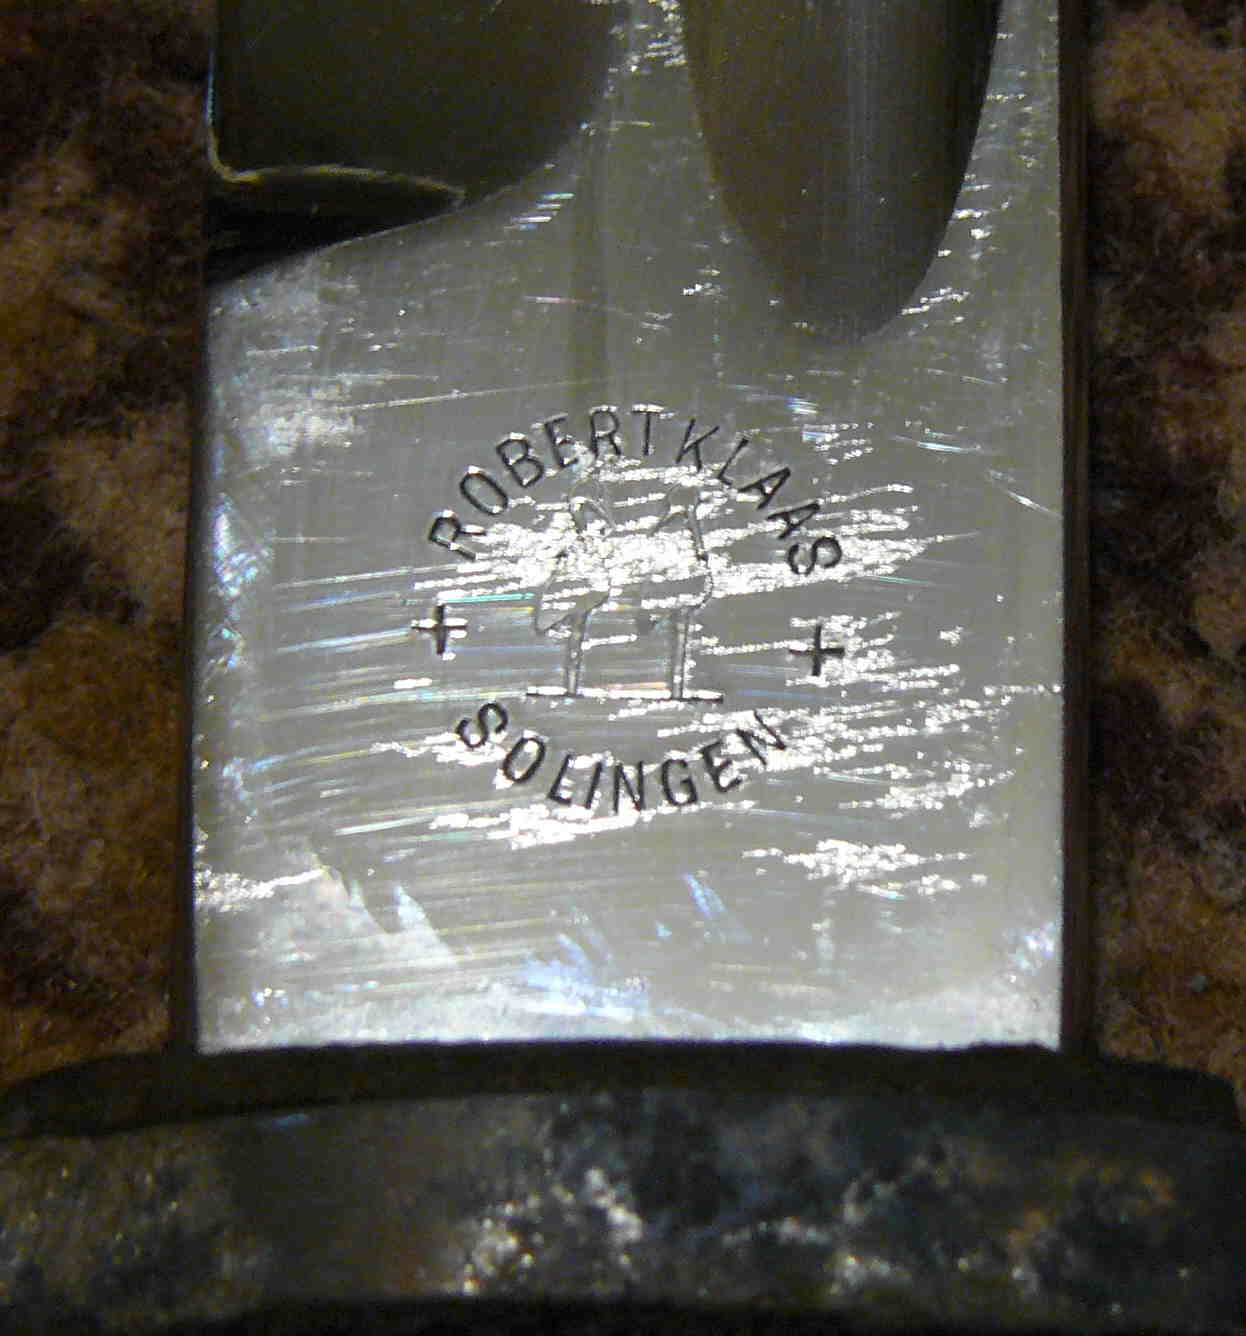 ROBERT KLAAS
+ +
SOLINGEN